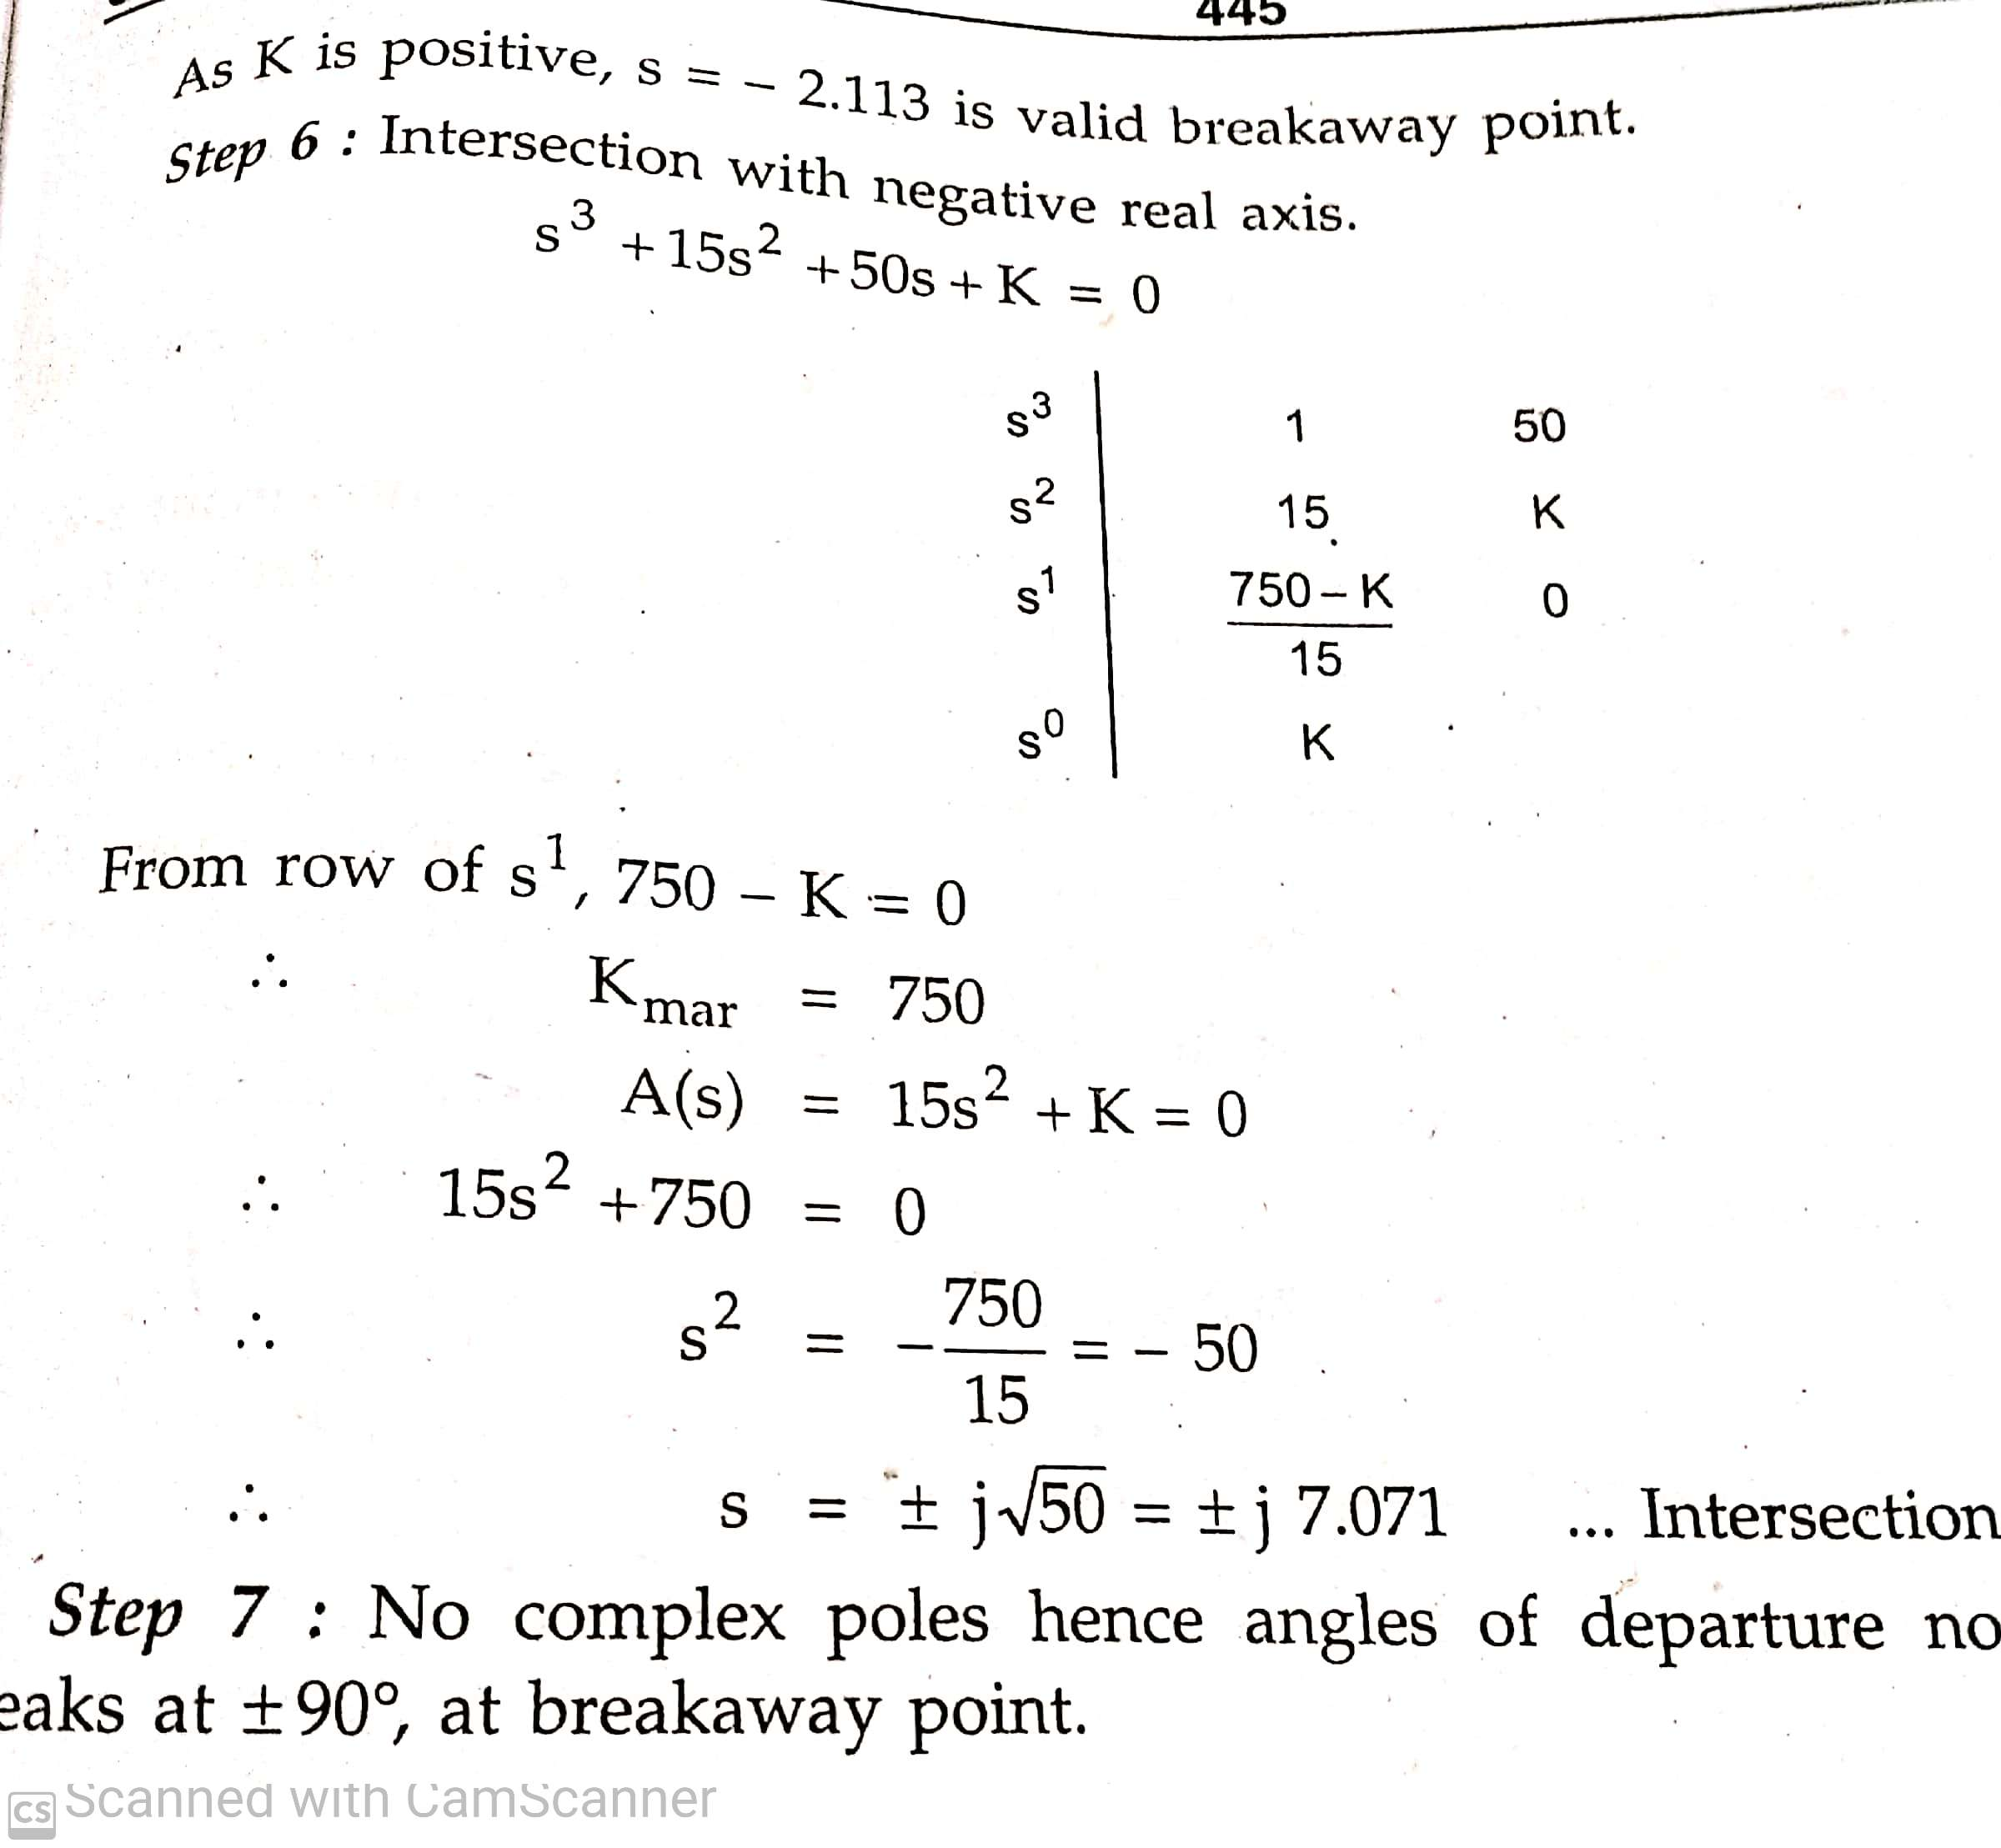 445
As K is positive, s = – 2.113 is valid breakaway point.
Step 6 : Intersection with negative real axis.
s³ + 15s² + 50s + K = 0
s³ 1 50
s² 15 K
s¹ 750 – K / 15 0
s⁰ K
From row of s¹, 750 – K = 0
∴ K_mar = 750
A(s) = 15s² + K = 0
∴ 15s² + 750 = 0
∴ s² = – 750 / 15 = – 50
∴ s = ± j√50 = ± j 7.071 ... Intersection
Step 7 : No complex poles hence angles of departure no
eaks at ±90°, at breakaway point.
CS Scanned with CamScanner